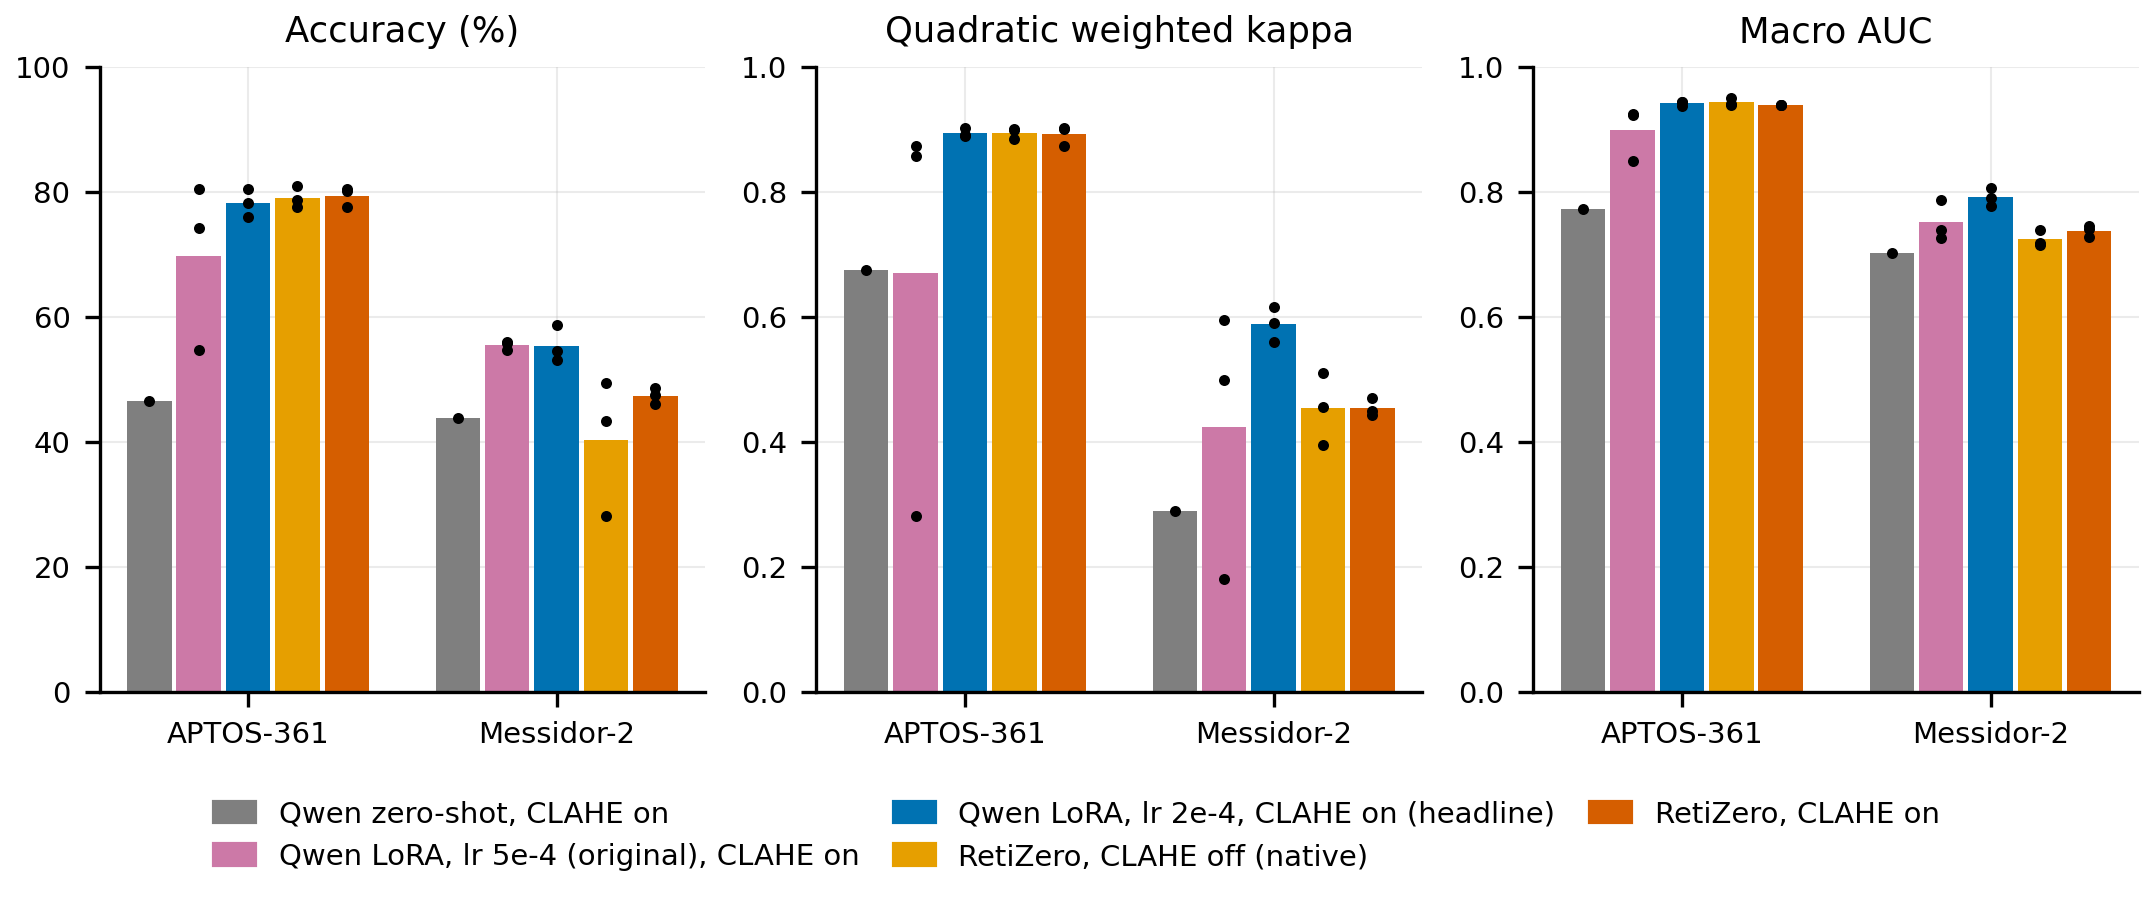 Accuracy (%)
100
80
60
40
20
0
APTOS-361 Messidor-2
Quadratic weighted kappa
1.0
0.8
0.6
0.4
0.2
0.0
APTOS-361 Messidor-2
Macro AUC
1.0
0.8
0.6
0.4
0.2
0.0
APTOS-361 Messidor-2
Qwen zero-shot, CLAHE on
Qwen LoRA, lr 5e-4 (original), CLAHE on
Qwen LoRA, lr 2e-4, CLAHE on (headline)
RetiZero, CLAHE off (native)
RetiZero, CLAHE on